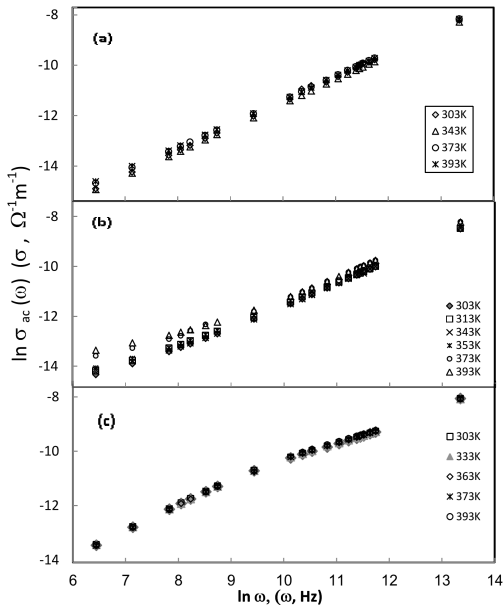 -8
(a)
-10
303K
343K
373K
393K
-12
-14
ln σ ac (ω) (σ , Ω-1m-1)
-8
(b)
-10
303K
313K
343K
353K
373K
393K
-12
-14
-8
(c)
-10
303K
333K
363K
373K
393K
-12
-14
6 7 8 9 10 11 12 13 14
ln ω, (ω, Hz)